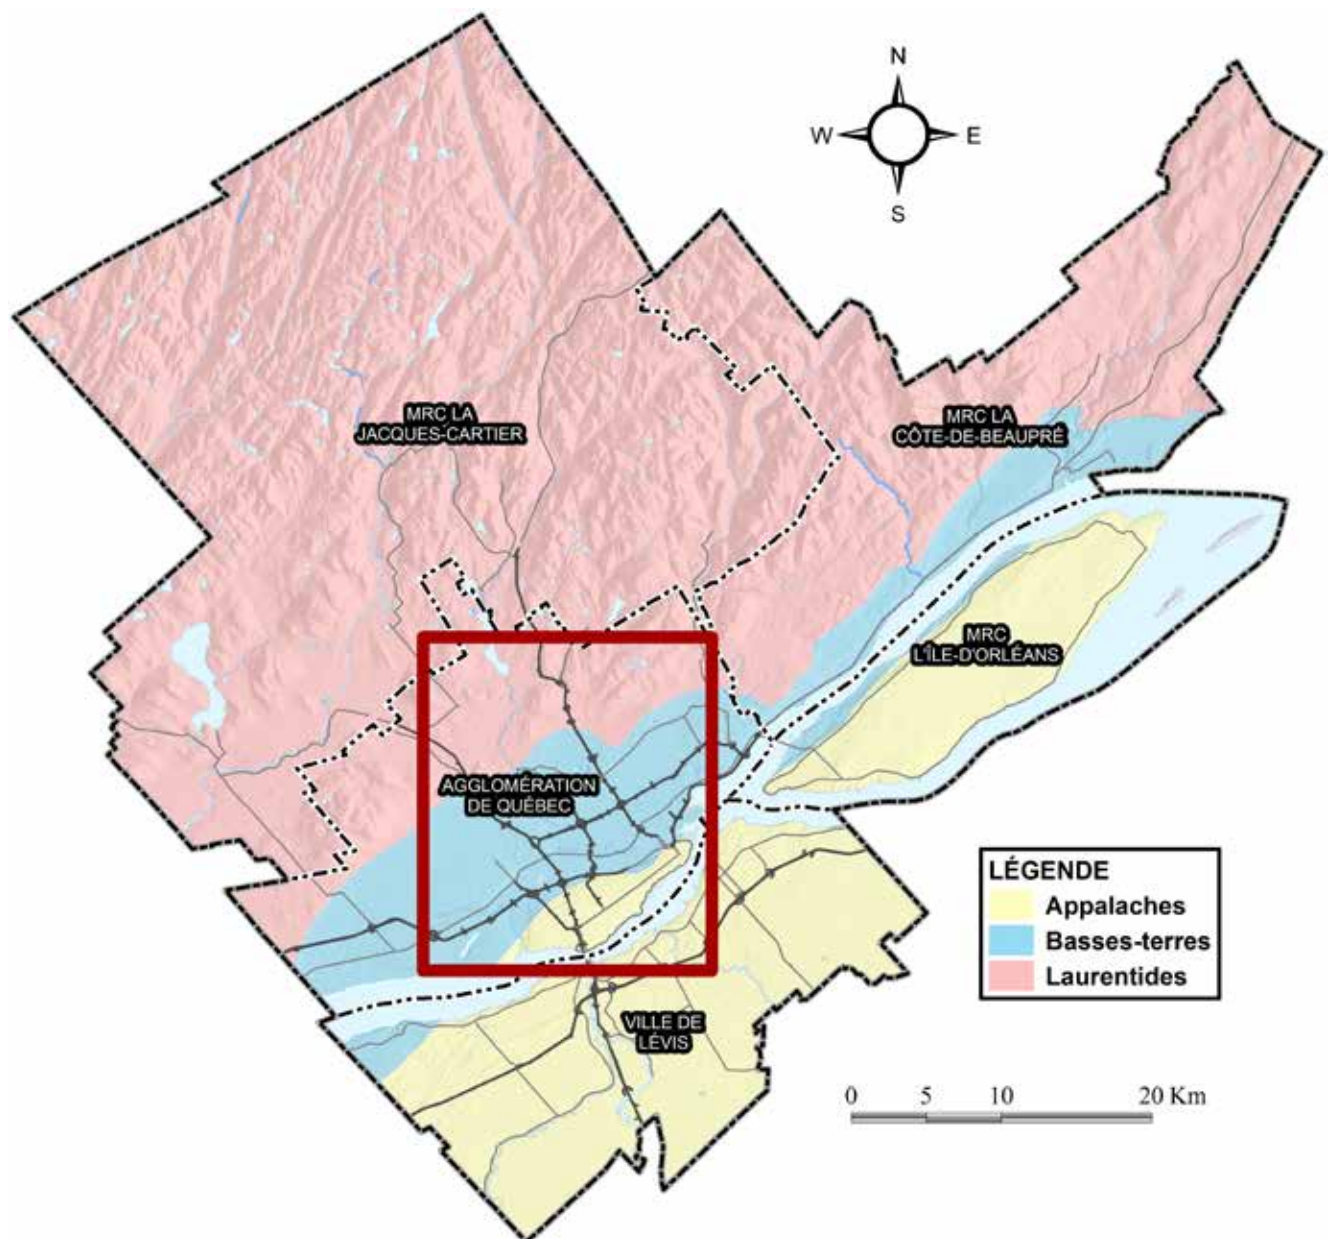 N
W
E
S
MRC LA
JACQUES-CARTIER
MRC LA
CÔTE-DE-BEAUPRÉ
MRC
L'ÎLE-D'ORLÉANS
AGGLOMÉRATION
DE QUÉBEC
VILLE DE
LÉVIS
LÉGENDE
Appalaches
Basses-terres
Laurentides
0 5 10 20 Km